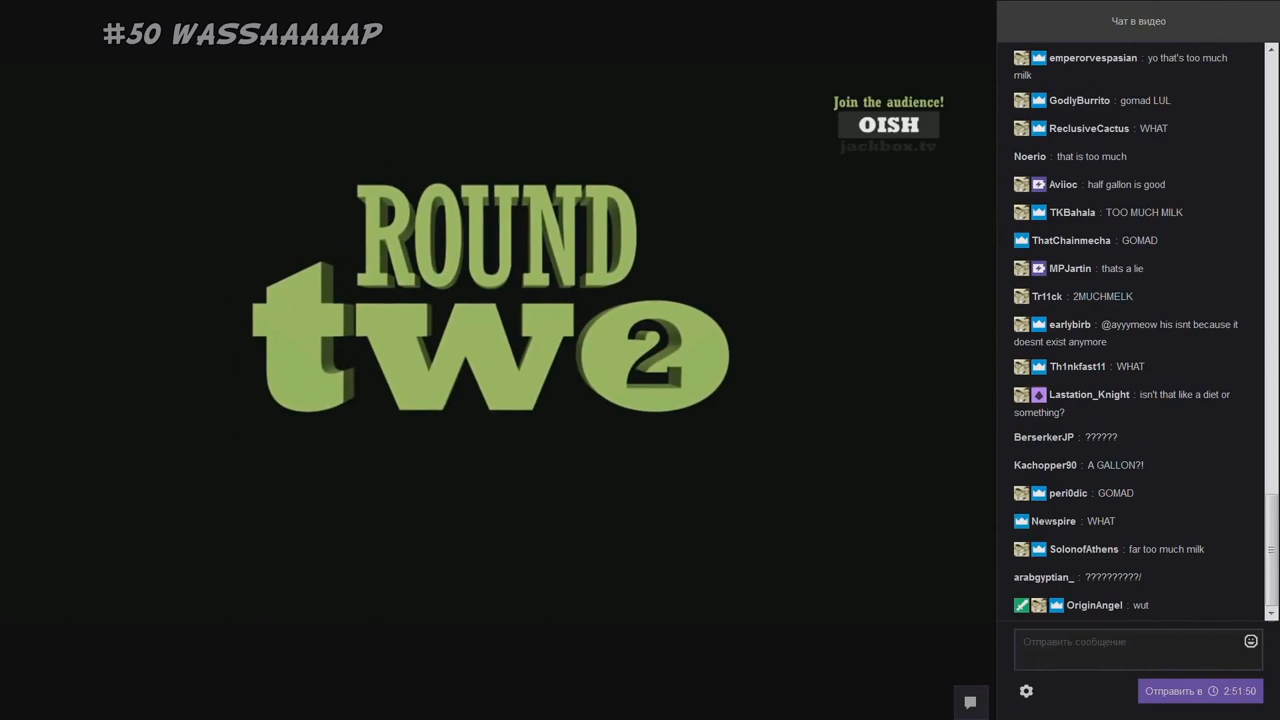 #50 WASSAAAAAP
Join the audience!
OISH
jackbox.tv
ROUND
two
2
Чат в видео
emperorvespasian : yo that's too much
milk
GodlyBurrito : gomad LUL
ReclusiveCactus : WHAT
Noerio : that is too much
Aviioc : half gallon is good
TKBahala : TOO MUCH MILK
ThatChainmecha : GOMAD
MPJartin : thats a lie
Tr11ck : 2MUCHMELK
earlybirb : @ayyymeow his isnt because it
doesnt exist anymore
Th1nkfast11 : WHAT
Lastation_Knight : isn't that like a diet or
something?
BerserkerJP : ??????
Kachopper90 : A GALLON?!
peri0dic : GOMAD
Newspire : WHAT
SolonofAthens : far too much milk
arabgyptian_ : ??????????/
OriginAngel : wut
Отправить сообщение
Отправить в 2:51:50